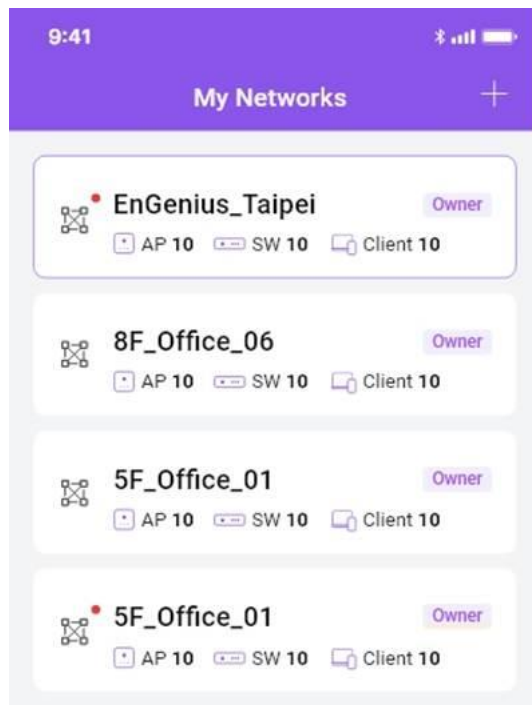 9:41
My Networks
EnGenius_Taipei Owner
AP 10 SW 10 Client 10
8F_Office_06 Owner
AP 10 SW 10 Client 10
5F_Office_01 Owner
AP 10 SW 10 Client 10
5F_Office_01 Owner
AP 10 SW 10 Client 10